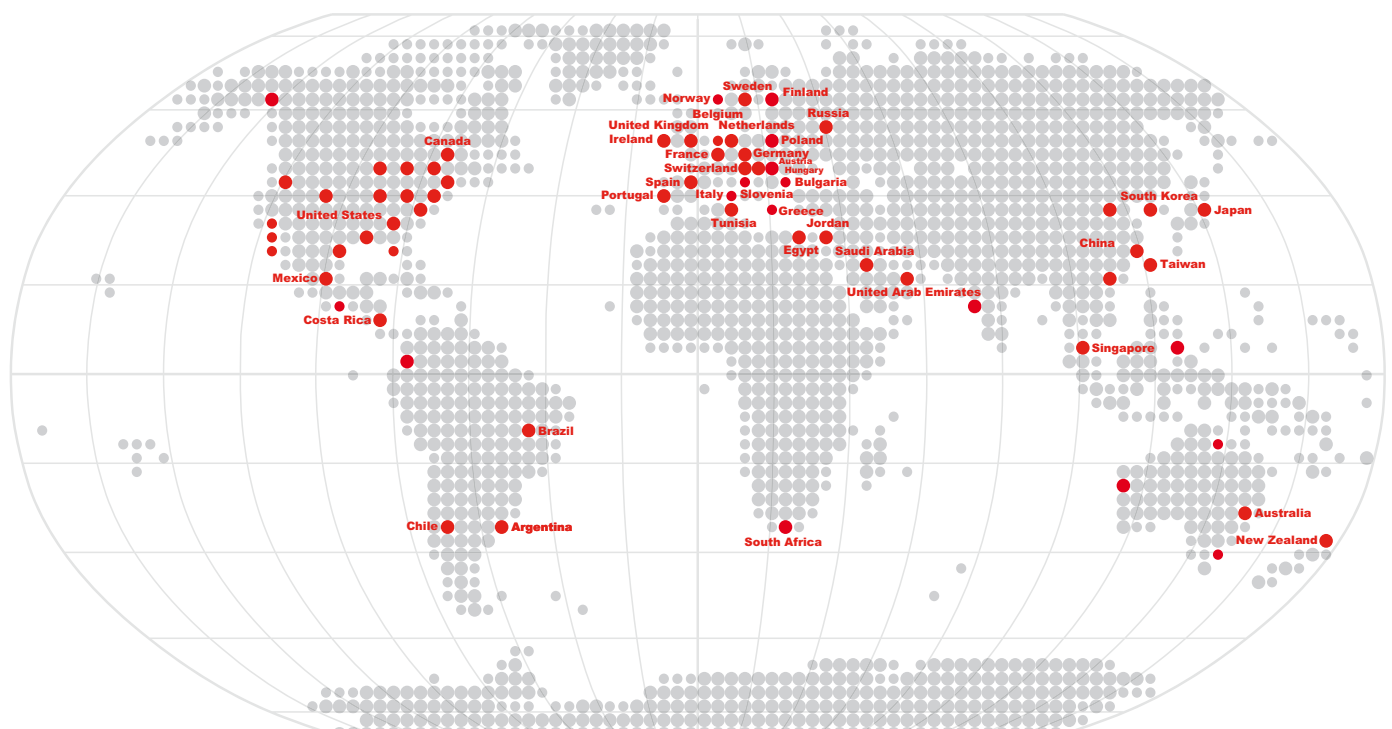 Sweden
Finland
Norway
Belgium
Russia
United Kingdom
Netherlands
Ireland
Poland
Canada
France
Germany
Austria
Switzerland
Hungary
Spain
Bulgaria
Portugal
Italy
Slovenia
South Korea
Greece
Japan
United States
Tunisia
Jordan
China
Egypt
Saudi Arabia
Taiwan
Mexico
United Arab Emirates
Costa Rica
Singapore
Brazil
Australia
Chile
Argentina
South Africa
New Zealand